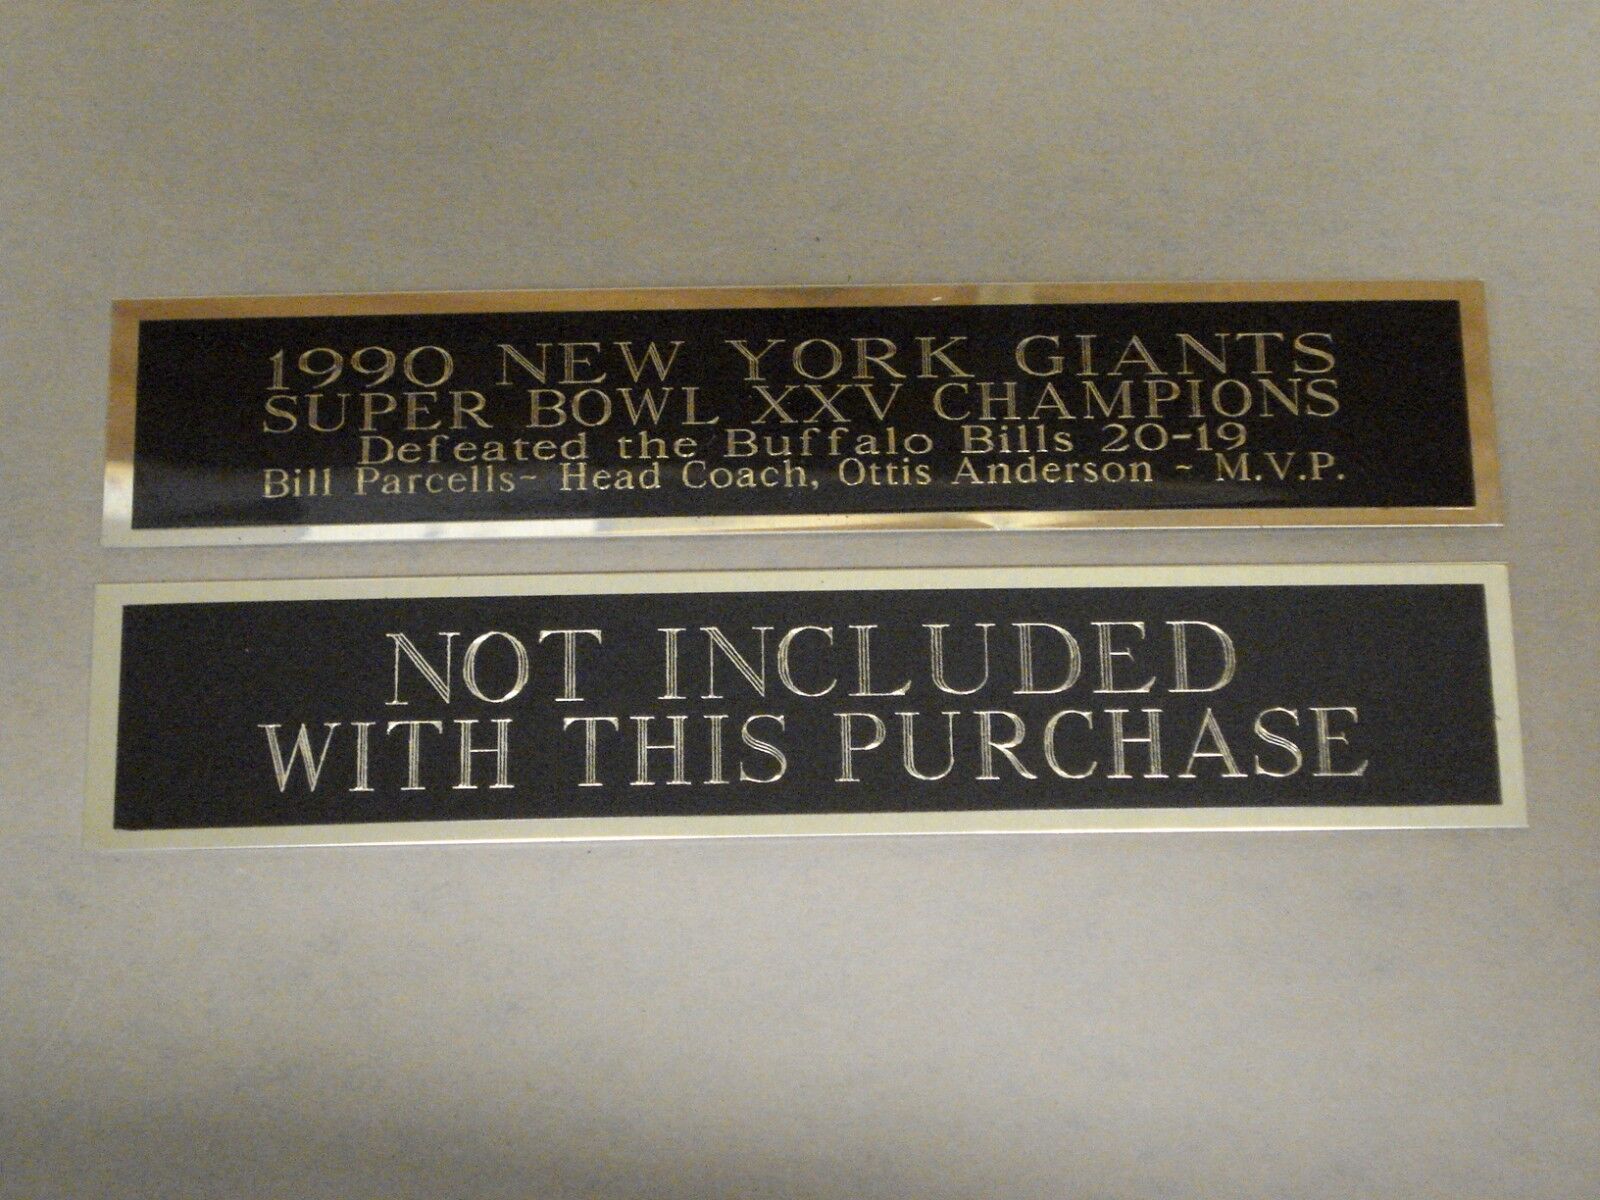 1990 NEW YORK GIANTS
SUPER BOWL XXV CHAMPIONS
Defeated the Buffalo Bills 20-19
Bill Parcells~ Head Coach, Ottis Anderson ~ M.V.P.
NOT INCLUDED
WITH THIS PURCHASE